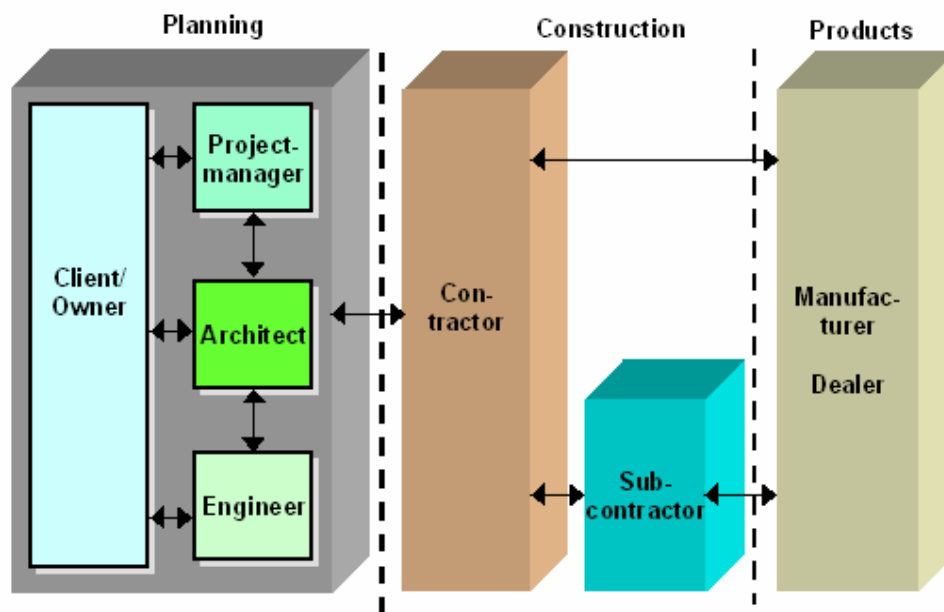 Planning
Construction
Products
Project-
manager
Client/
Owner
Architect
Engineer
Con-
tractor
Sub-
contractor
Manufac-
turer
Dealer